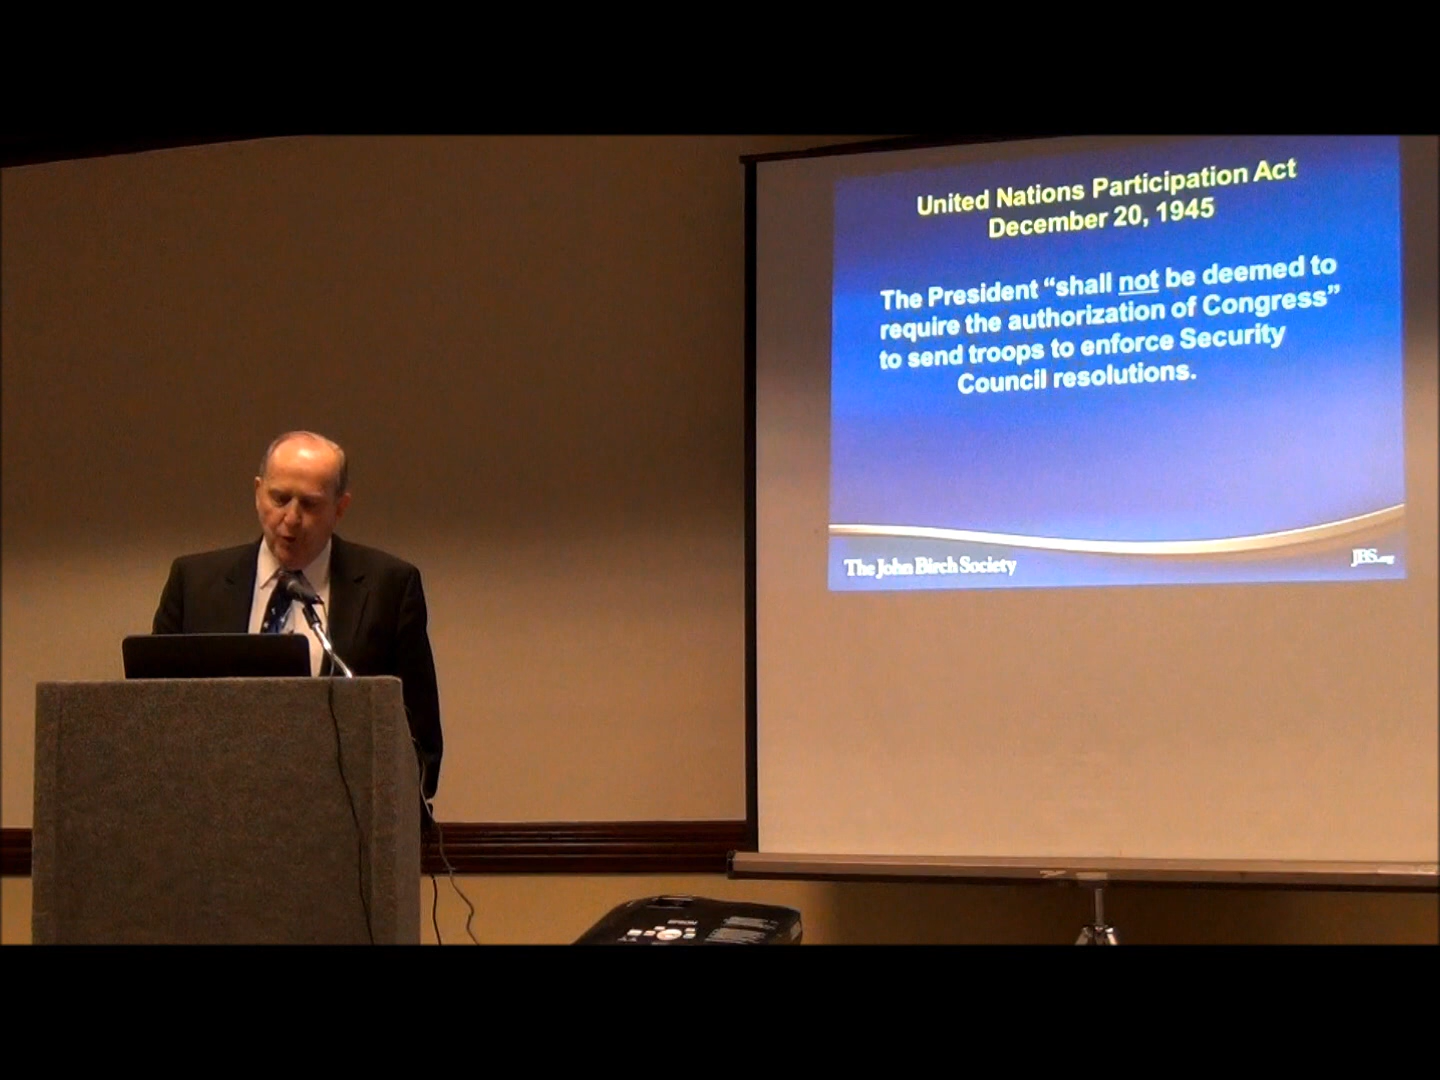 United Nations Participation Act
December 20, 1945
The President “shall not be deemed to
require the authorization of Congress”
to send troops to enforce Security
Council resolutions.
The John Birch Society
JBS.org